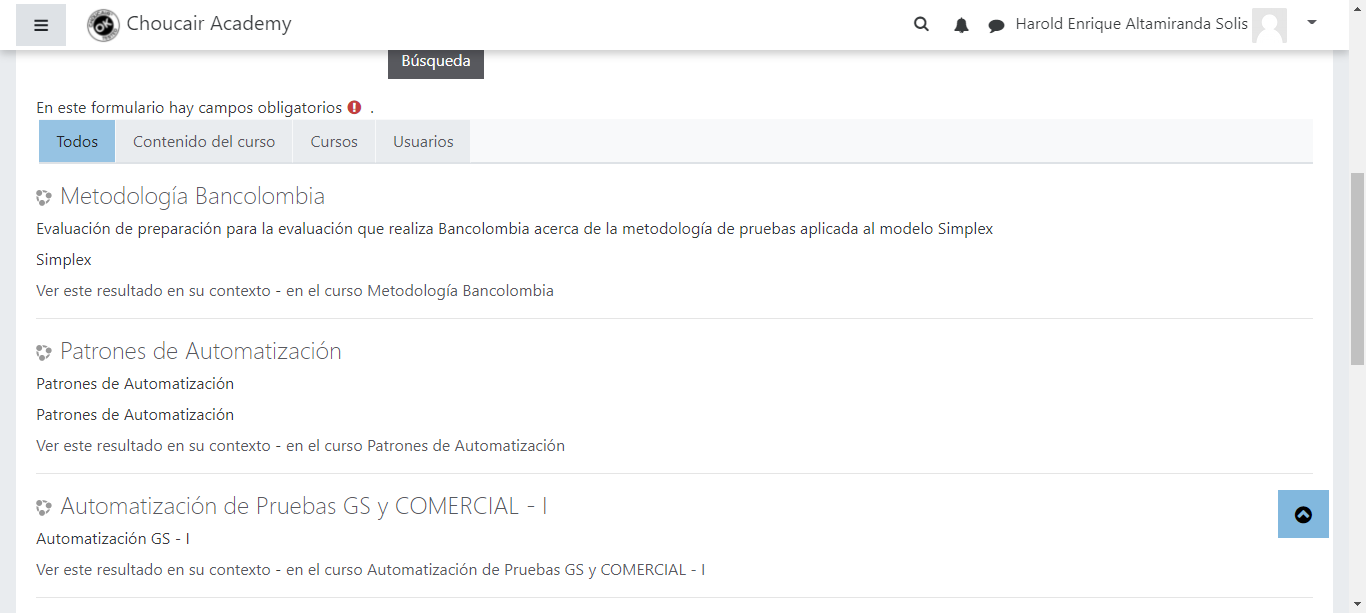 Choucair Academy
Harold Enrique Altamiranda Solis
Búsqueda
En este formulario hay campos obligatorios .
Todos
Contenido del curso
Cursos
Usuarios
Metodología Bancolombia
Evaluación de preparación para la evaluación que realiza Bancolombia acerca de la metodología de pruebas aplicada al modelo Simplex
Simplex
Ver este resultado en su contexto - en el curso Metodología Bancolombia
Patrones de Automatización
Patrones de Automatización
Patrones de Automatización
Ver este resultado en su contexto - en el curso Patrones de Automatización
Automatización de Pruebas GS y COMERCIAL - I
Automatización GS - I
Ver este resultado en su contexto - en el curso Automatización de Pruebas GS y COMERCIAL - I